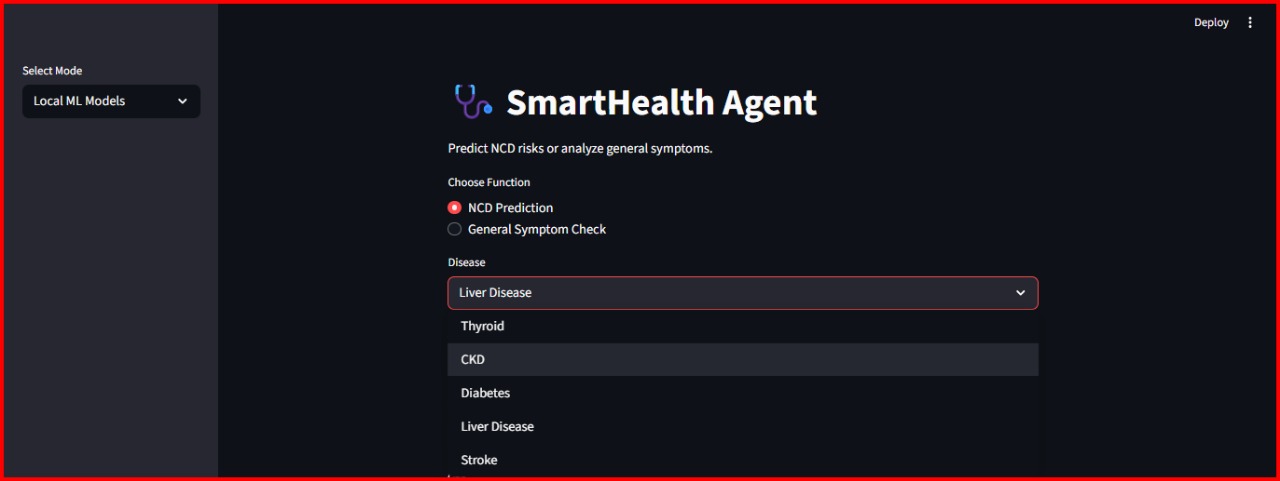 Deploy
Select Mode
Local ML Models
SmartHealth Agent
Predict NCD risks or analyze general symptoms.
Choose Function
NCD Prediction
General Symptom Check
Disease
Liver Disease
Thyroid
CKD
Diabetes
Liver Disease
Stroke